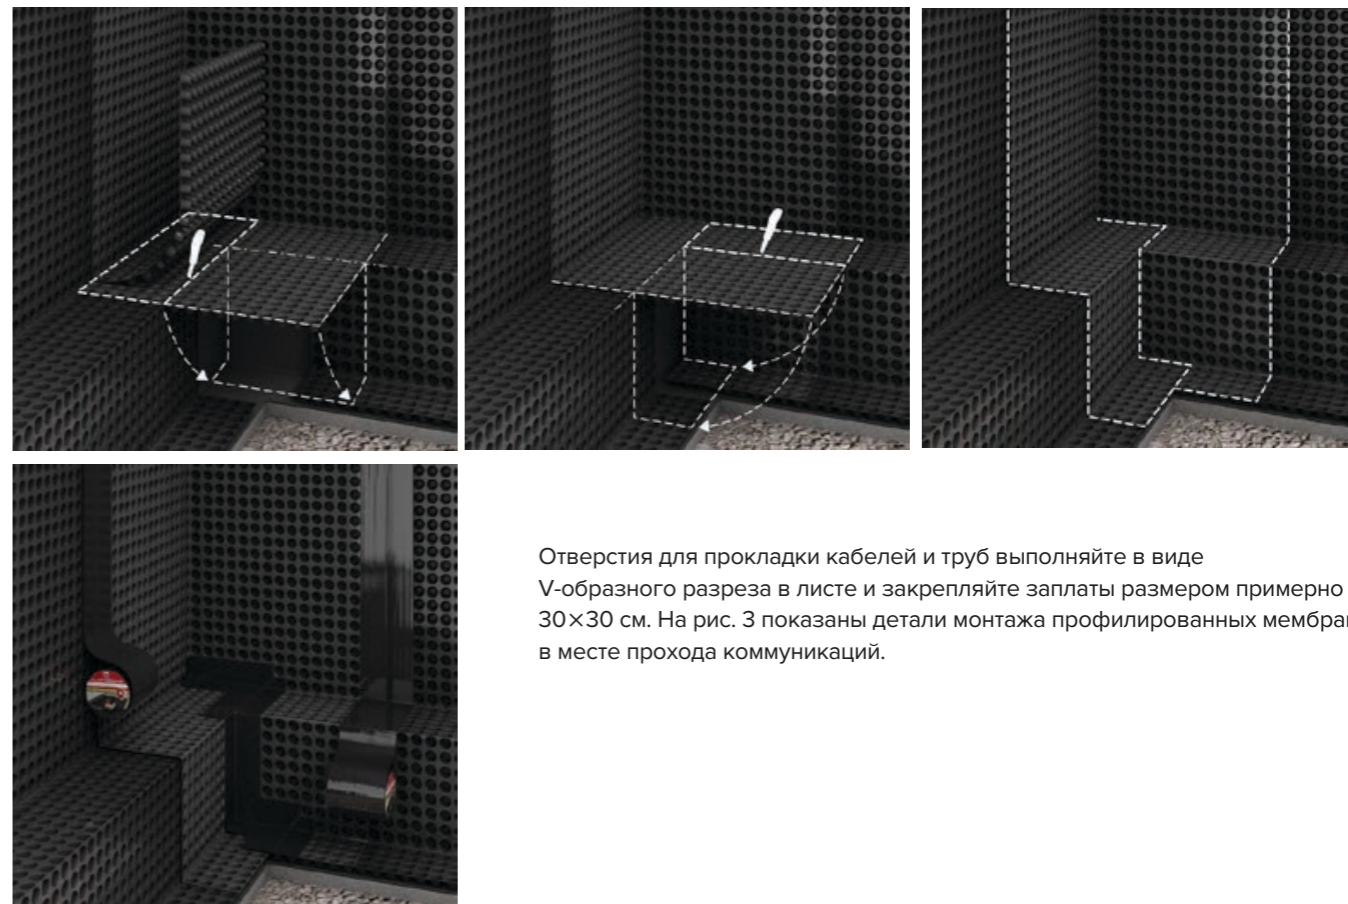 Отверстия для прокладки кабелей и труб выполняйте в виде
V-образного разреза в листе и закрепляйте заплаты размером примерно
30×30 см. На рис. 3 показаны детали монтажа профилированных
в месте прохода коммуникаций.